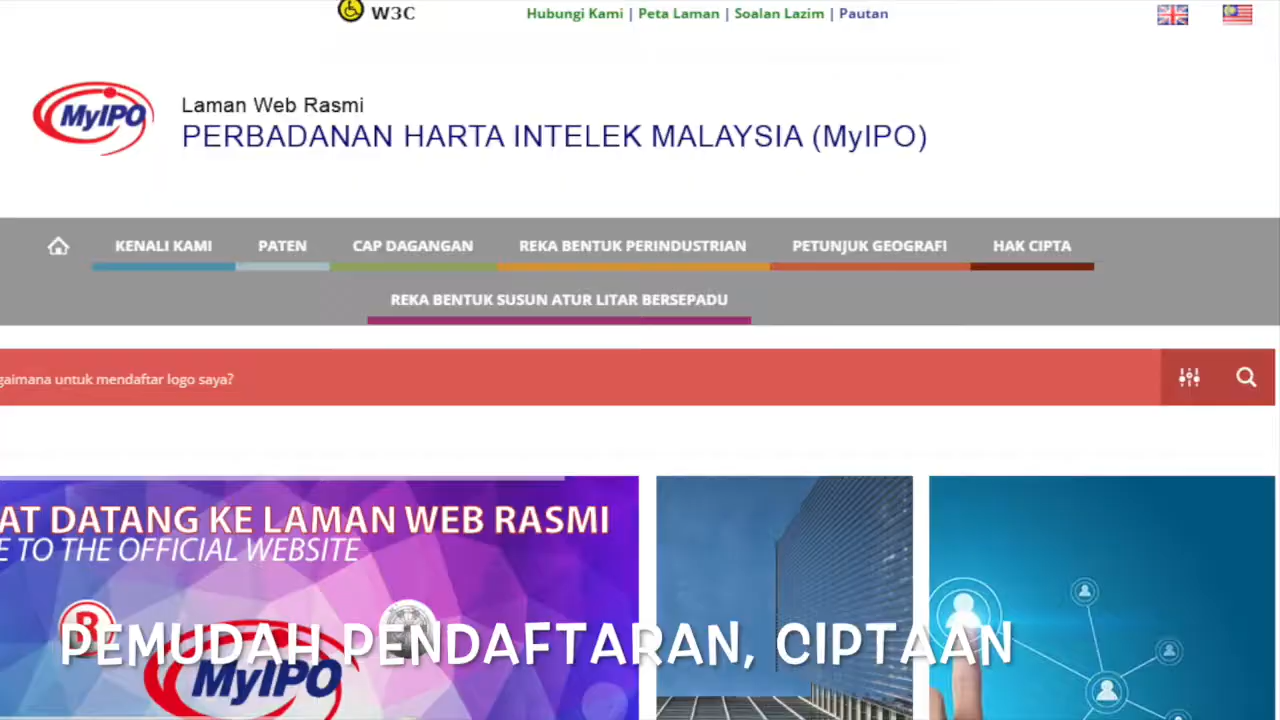 W3C
Hubungi Kami | Peta Laman | Soalan Lazim | Pautan
MyIPO
Laman Web Rasmi
PERBADANAN HARTA INTELEK MALAYSIA (MyIPO)
KENALI KAMI PATEN CAP DAGANGAN REKA BENTUK PERINDUSTRIAN PETUNJUK GEOGRAFI HAK CIPTA
REKA BENTUK SUSUN ATUR LITAR BERSEPADU
gaimana untuk mendaftar logo saya?
AT DATANG KE LAMAN WEB RASMI
E TO THE OFFICIAL WEBSITE
R
PEMUDAH PENDAFTARAN, CIPTAAN
MyIPO